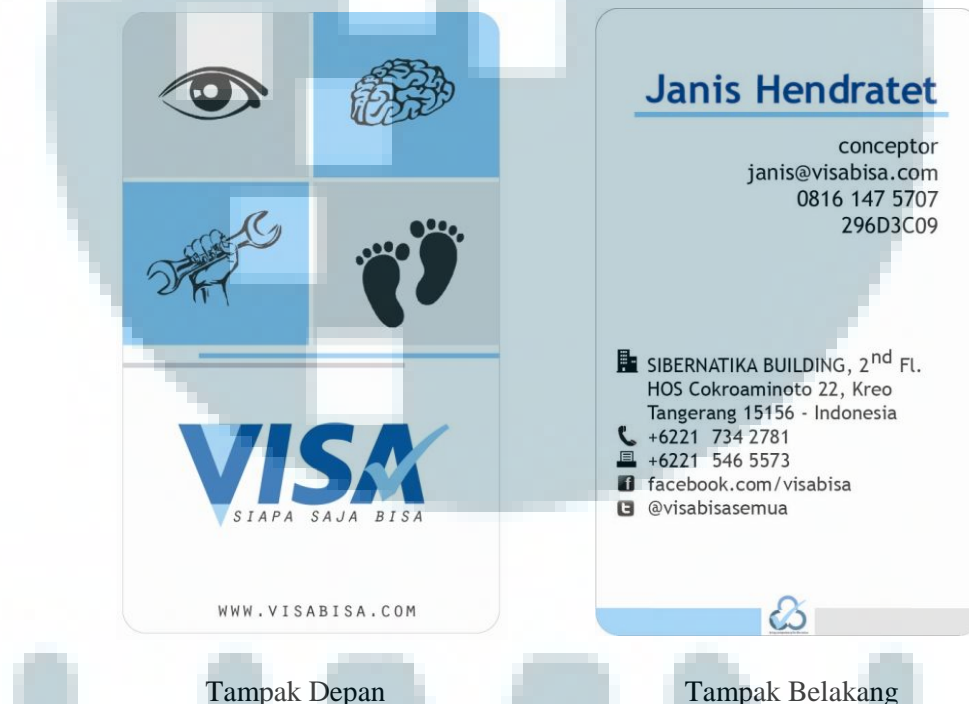 VISA
SIAPA SAJA BISA
WWW.VISABISA.COM
Tampak Depan
Janis Hendratet
conceptor
janis@visabisa.com
0816 147 5707
296D3C09
SIBERNATIKA BUILDING, 2nd Fl.
HOS Cokroaminoto 22, Kreo
Tangerang 15156 - Indonesia
+6221 734 2781
+6221 546 5573
facebook.com/visabisa
@visabisasemua
Tampak Belakang